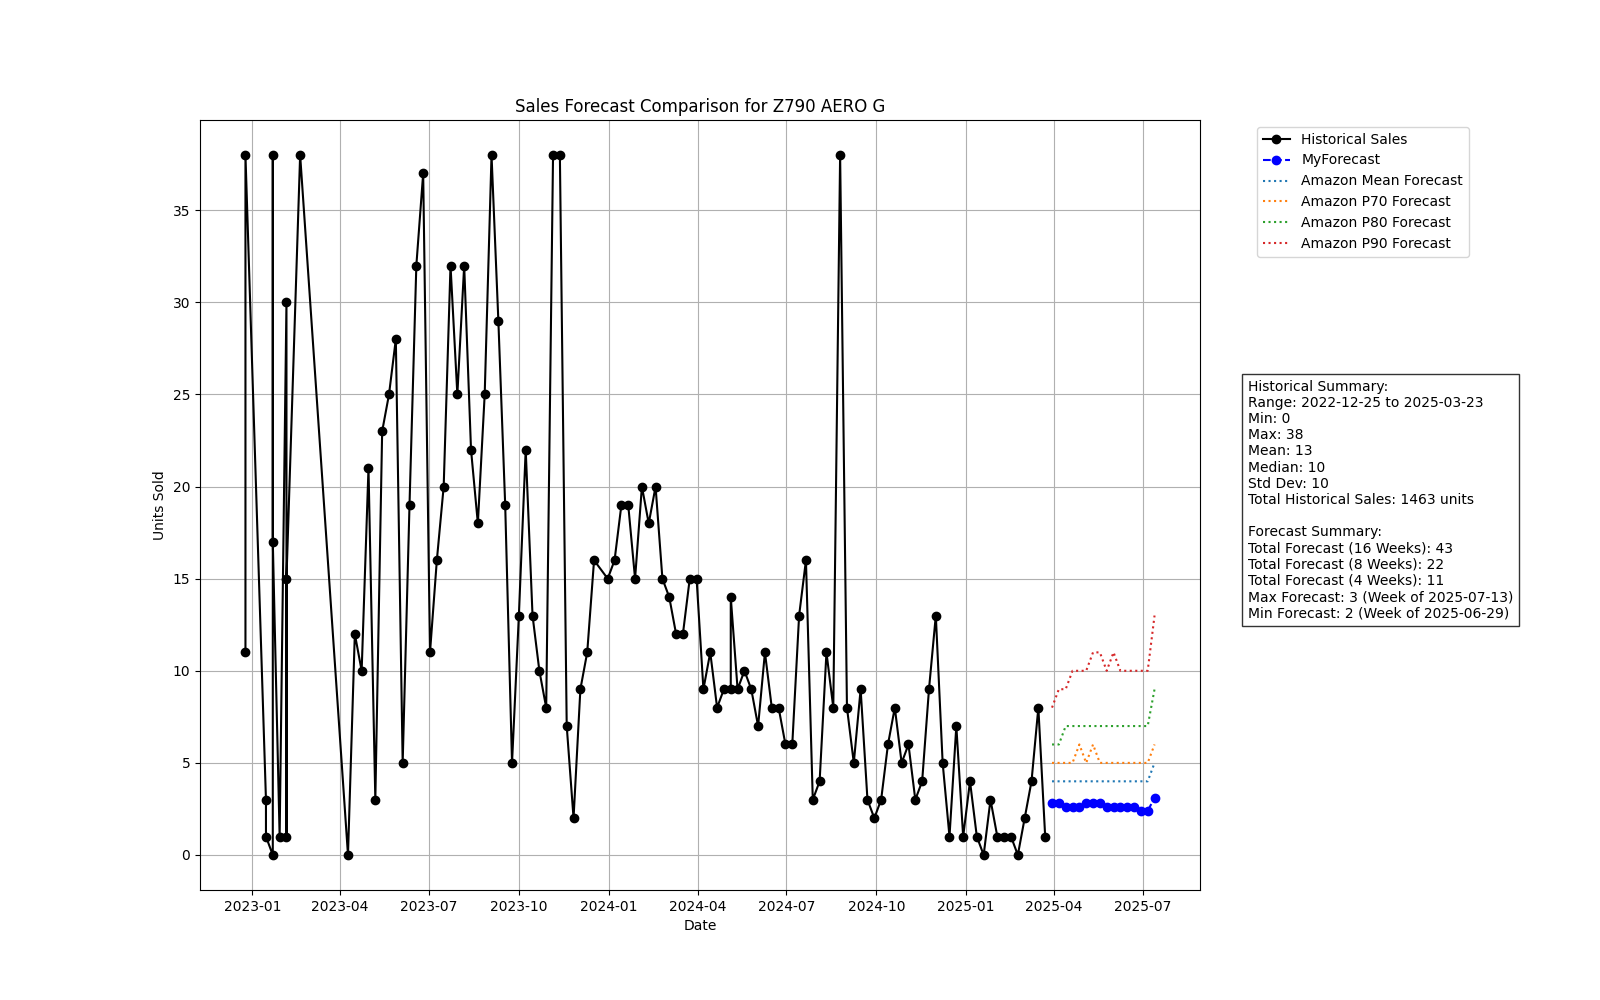 Sales Forecast Comparison for Z790 AERO G
Historical Sales
MyForecast
Amazon Mean Forecast
Amazon P70 Forecast
Amazon P80 Forecast
Amazon P90 Forecast
35
30
25
20
15
10
5
0
Units Sold
Historical Summary:
Range: 2022-12-25 to 2025-03-23
Min: 0
Max: 38
Mean: 13
Median: 10
Std Dev: 10
Total Historical Sales: 1463 units
Forecast Summary:
Total Forecast (16 Weeks): 43
Total Forecast (8 Weeks): 22
Total Forecast (4 Weeks): 11
Max Forecast: 3 (Week of 2025-07-13)
Min Forecast: 2 (Week of 2025-06-29)
2023-01 2023-04 2023-07 2023-10 2024-01 2024-04 2024-07 2024-10 2025-01 2025-04 2025-07
Date